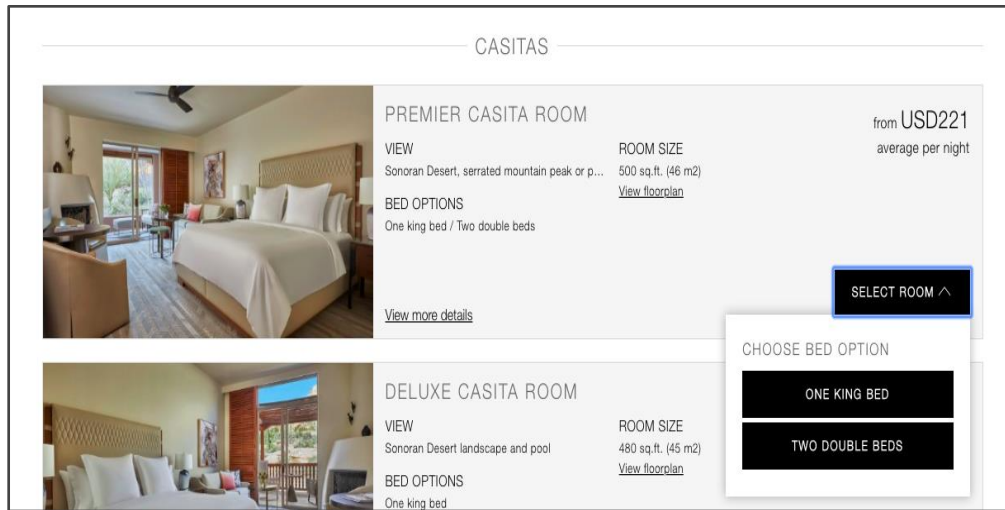 CASITAS
PREMIER CASITA ROOM
from USD221
average per night
VIEW
Sonoran Desert, serrated mountain peak or p...
ROOM SIZE
500 sq.ft. (46 m2)
View floorplan
BED OPTIONS
One king bed / Two double beds
View more details
SELECT ROOM
CHOOSE BED OPTION
ONE KING BED
TWO DOUBLE BEDS
DELUXE CASITA ROOM
VIEW
Sonoran Desert landscape and pool
ROOM SIZE
480 sq.ft. (45 m2)
View floorplan
BED OPTIONS
One king bed